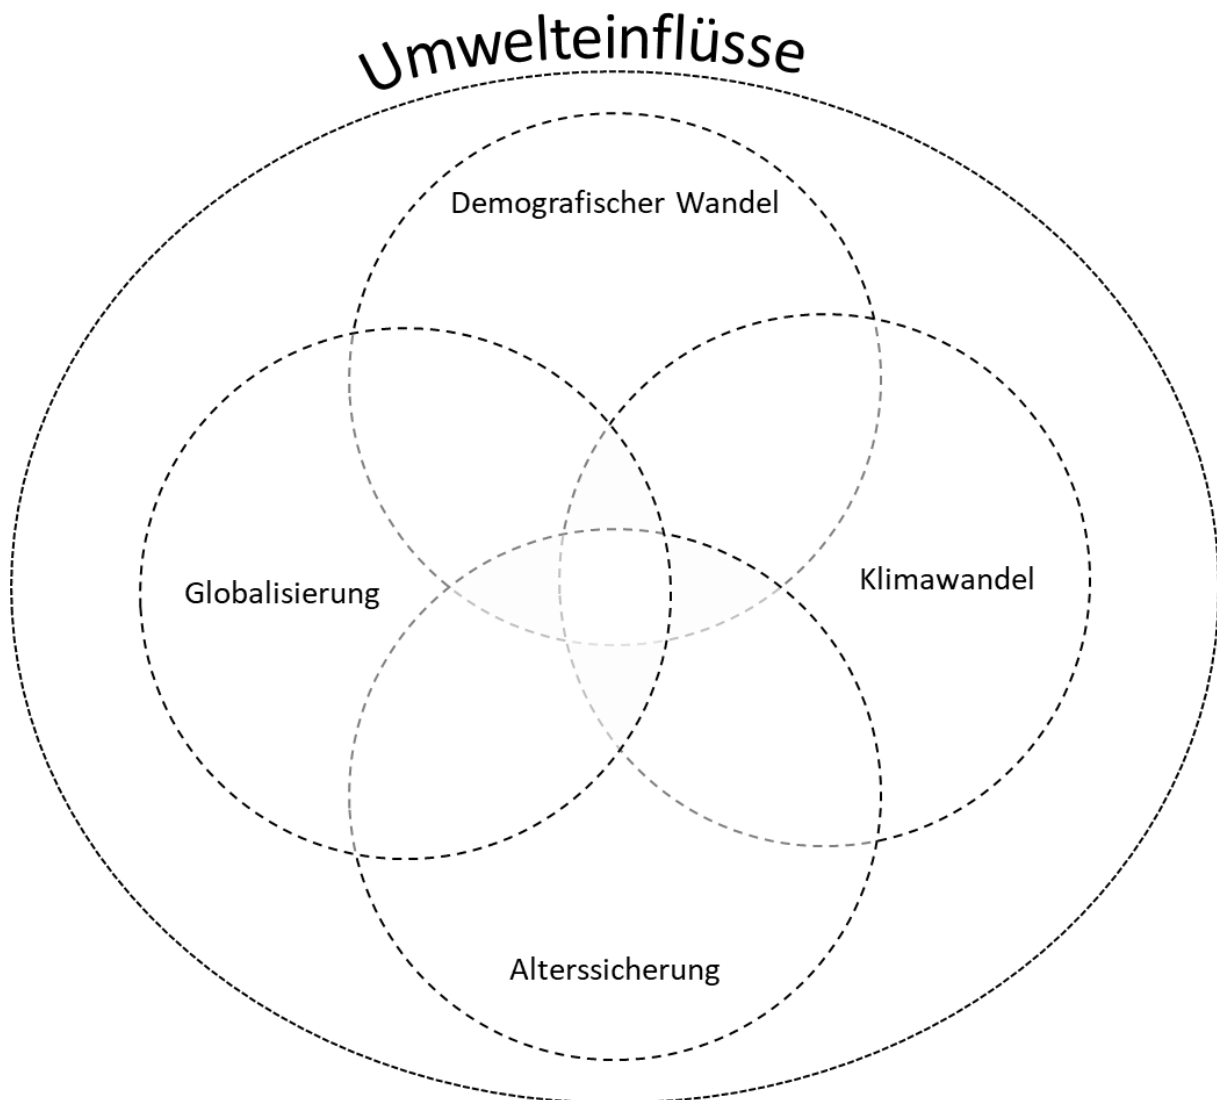 Umwelteinflüsse
Demografischer Wandel
Klimawandel
Globalisierung
Alterssicherung